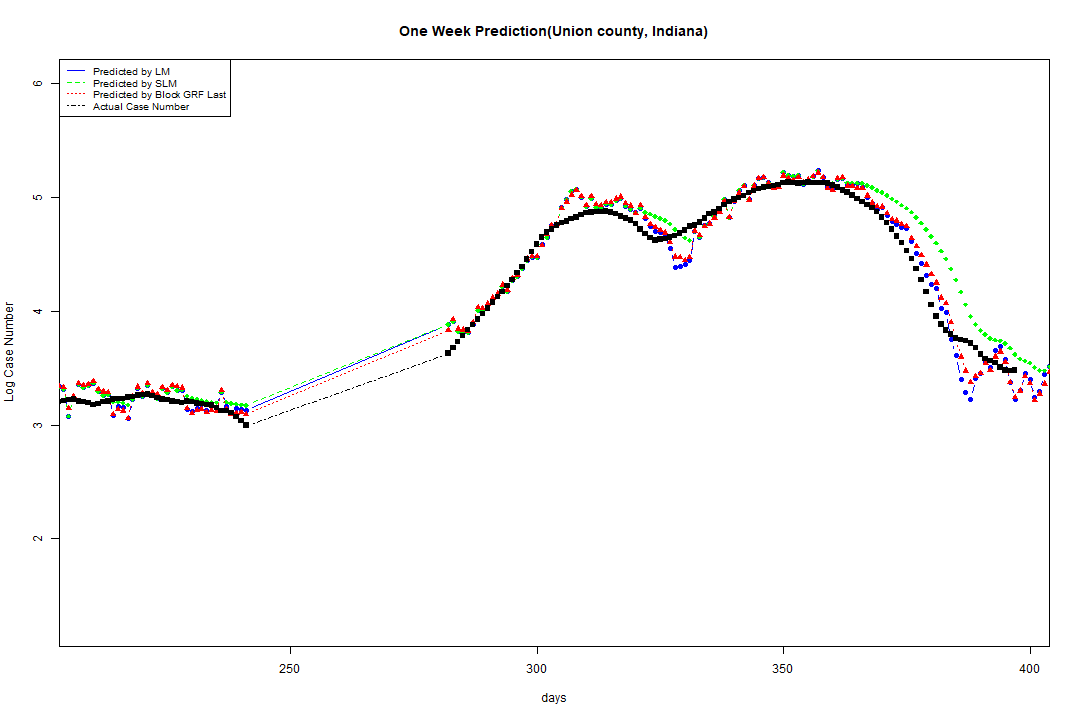 One Week Prediction(Union county, Indiana)
Predicted by LM
Predicted by SLM
Predicted by Block GRF Last
Actual Case Number
6
5
4
3
2
Log Case Number
250
300
350
400
days